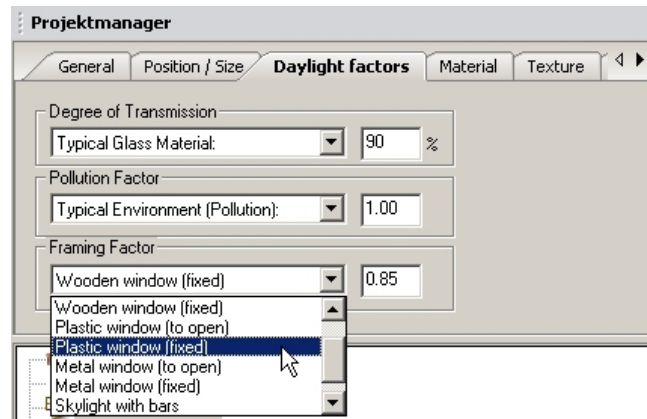 Projektmanager
General Position / Size Daylight factors Material Texture
Degree of Transmission
Typical Glass Material: 90 %
Pollution Factor
Typical Environment (Pollution): 1.00
Framing Factor
Wooden window (fixed) 0.85
Wooden window (fixed)
Plastic window (to open)
Plastic window (fixed)
Metal window (to open)
Metal window (fixed)
Skylight with bars